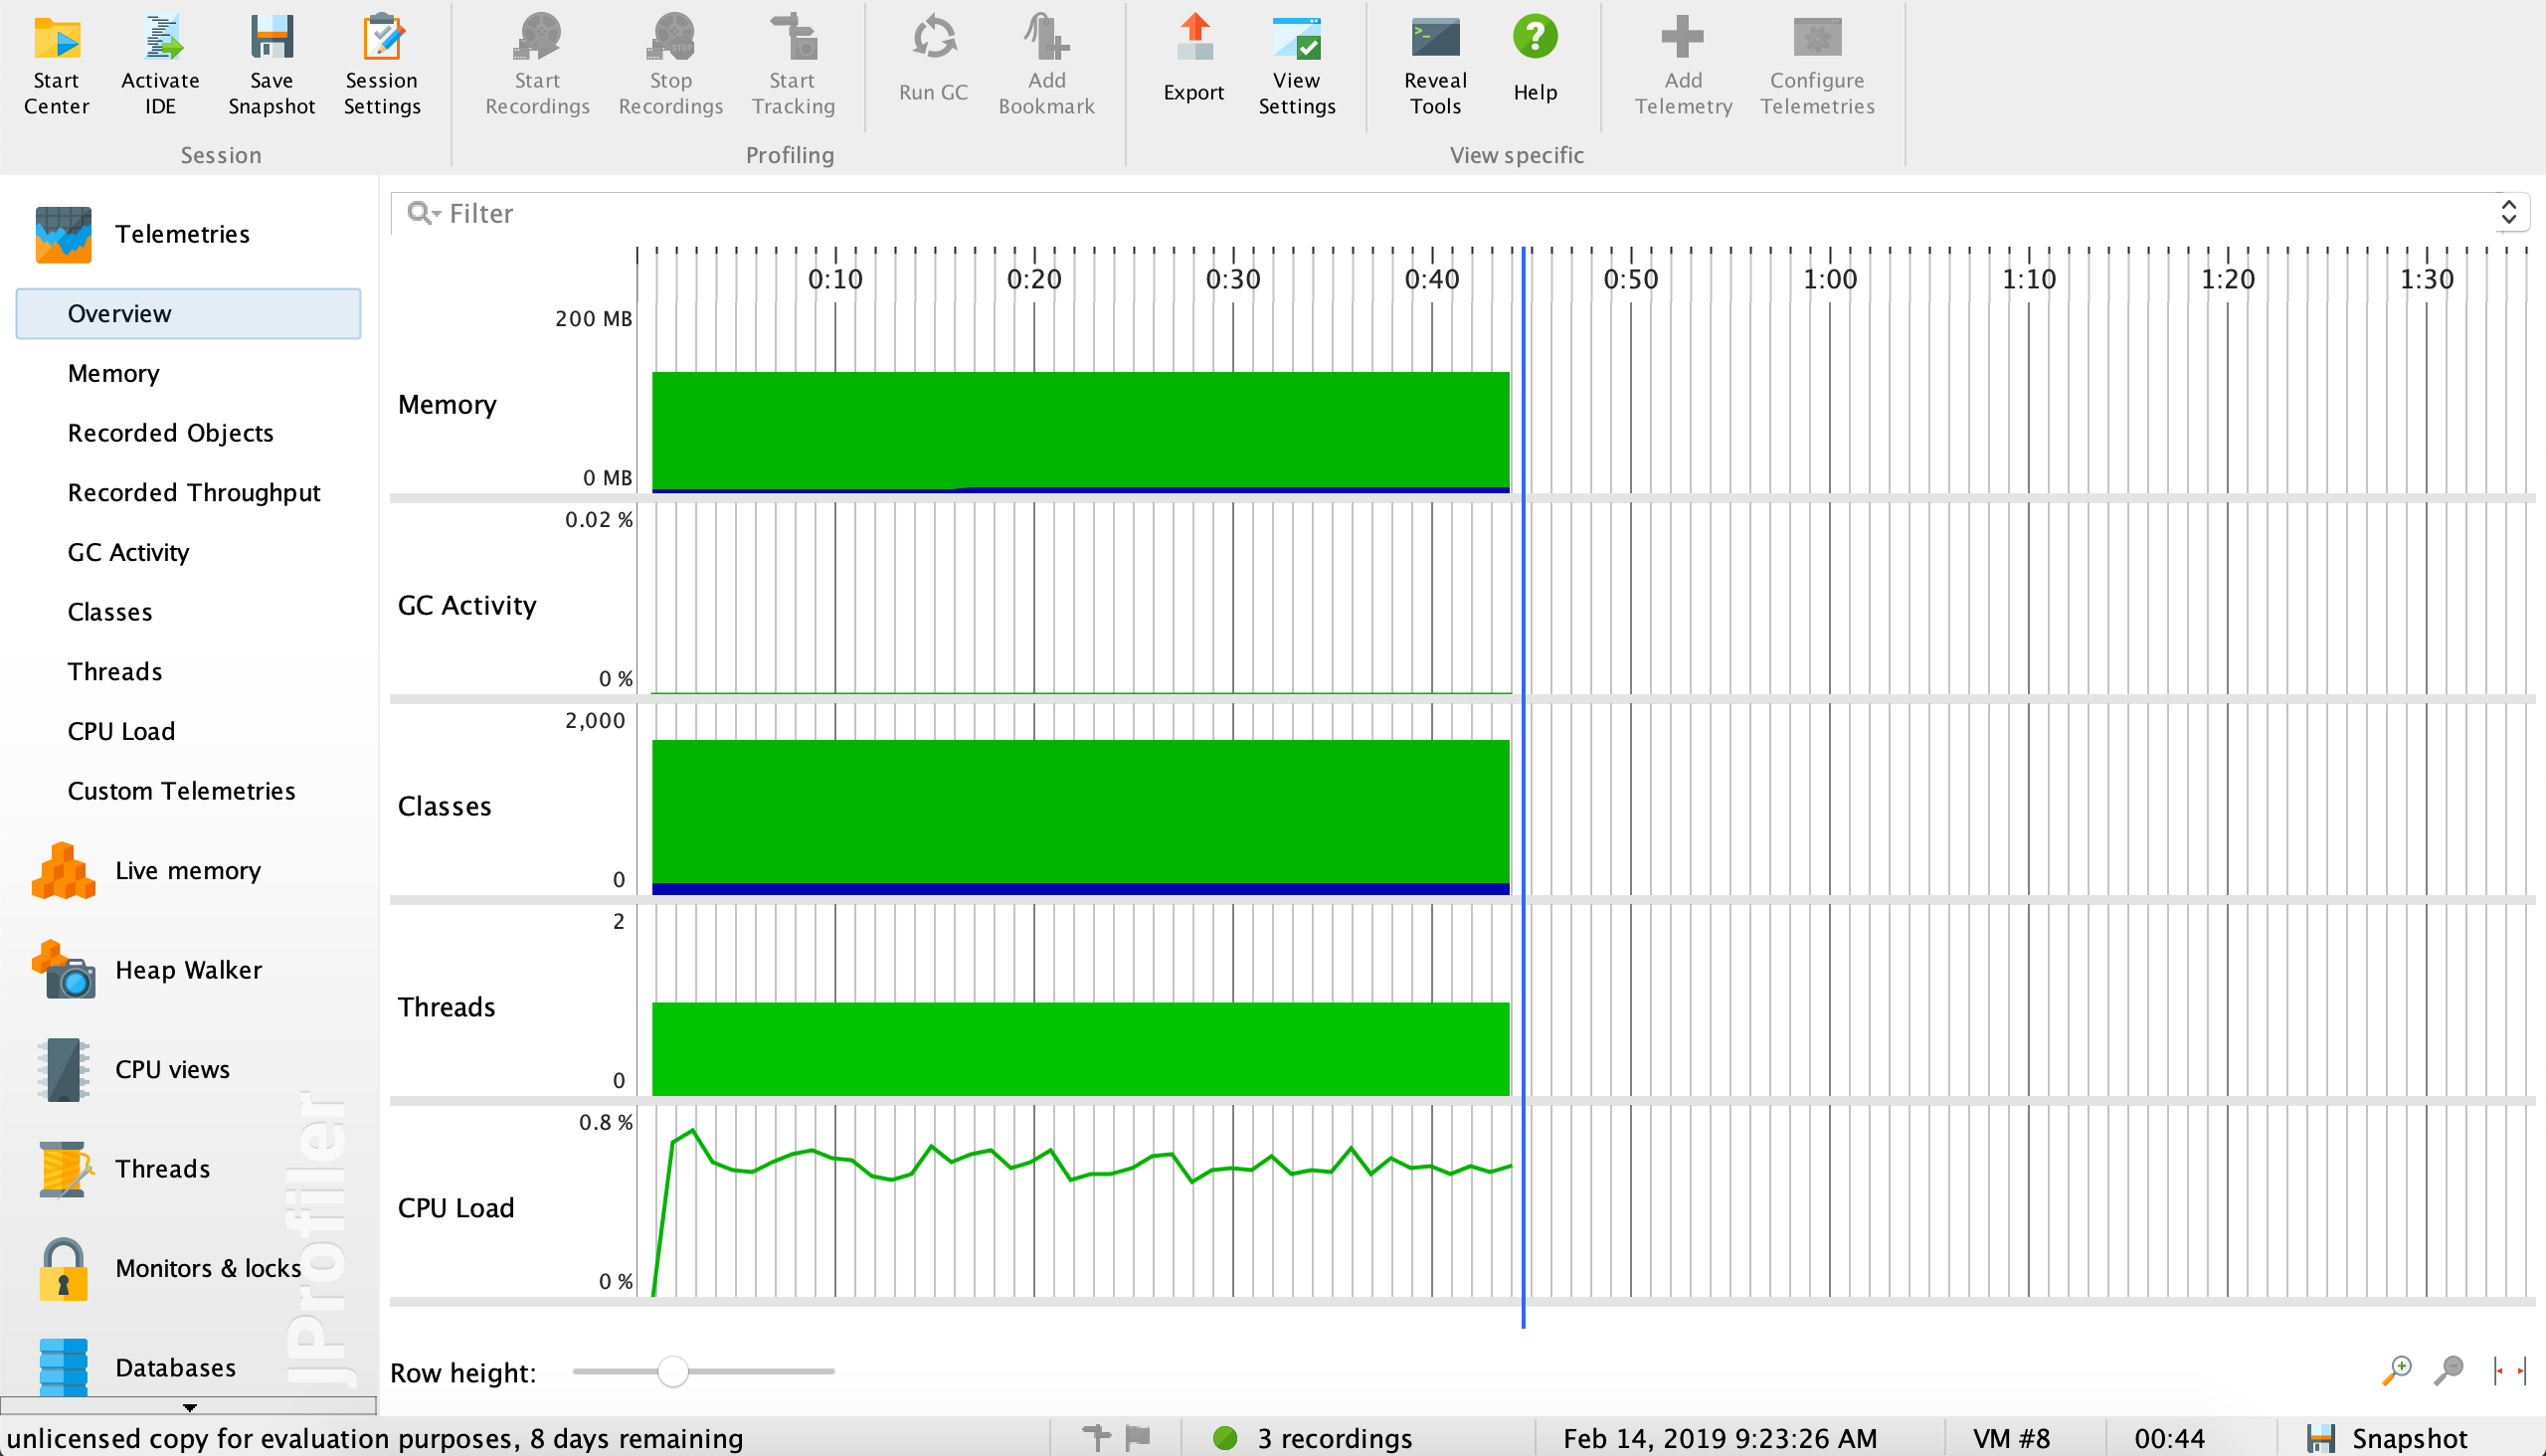 Start Center
Activate IDE
Save Snapshot
Session Settings
Start Recordings
Stop Recordings
Start Tracking
Run GC
Add Bookmark
Export
View Settings
Reveal Tools
Help
Add Telemetry
Configure Telemetries
Session
Profiling
View specific
Telemetries
Overview
Memory
Recorded Objects
Recorded Throughput
GC Activity
Classes
Threads
CPU Load
Custom Telemetries
Live memory
Heap Walker
CPU views
Threads
Monitors & locks
Databases
JProfiler
Filter
0:10 0:20 0:30 0:40 0:50 1:00 1:10 1:20 1:30
200 MB
Memory
0 MB
0.02 %
GC Activity
0 %
2,000
Classes
0
2
Threads
0
0.8 %
CPU Load
0 %
Row height:
unlicensed copy for evaluation purposes, 8 days remaining
3 recordings
Feb 14, 2019 9:23:26 AM
VM #8
00:44
Snapshot